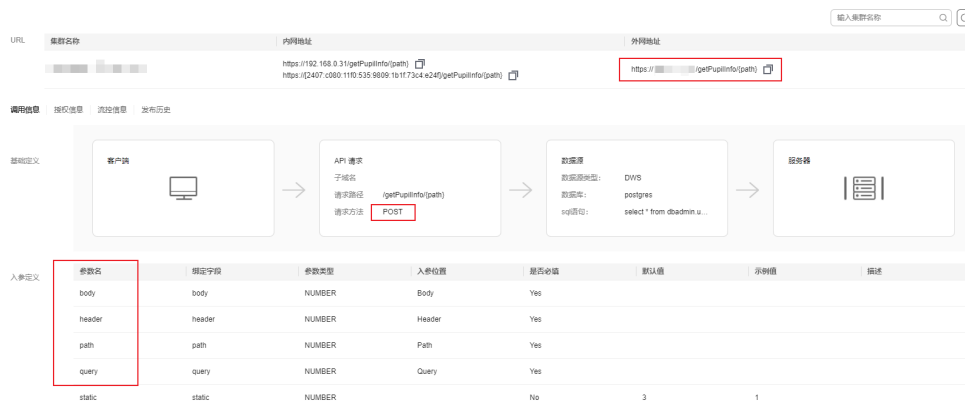 输入集群名称
URL 集群名称 内网地址 外网地址
https://192.168.0.31/getPupilInfo/{path} https:// /getPupilInfo/{path}
https://[2407:c080:11f0:535:9809:1b1f:73c4:e24f]/getPupilInfo/{path}
调用信息 授权信息 流控信息 发布历史
基础定义 客户端 API 请求 数据源 服务器
子域名 数据源类型： DWS
请求路径 /getPupilInfo/{path} 数据库： postgres
请求方法 POST sql语句： select * from dbadmin.u...
入参定义 参数名 绑定字段 参数类型 入参位置 是否必填 默认值 示例值 描述
body body NUMBER Body Yes
header header NUMBER Header Yes
path path NUMBER Path Yes
query query NUMBER Query Yes
static static NUMBER No 3 1